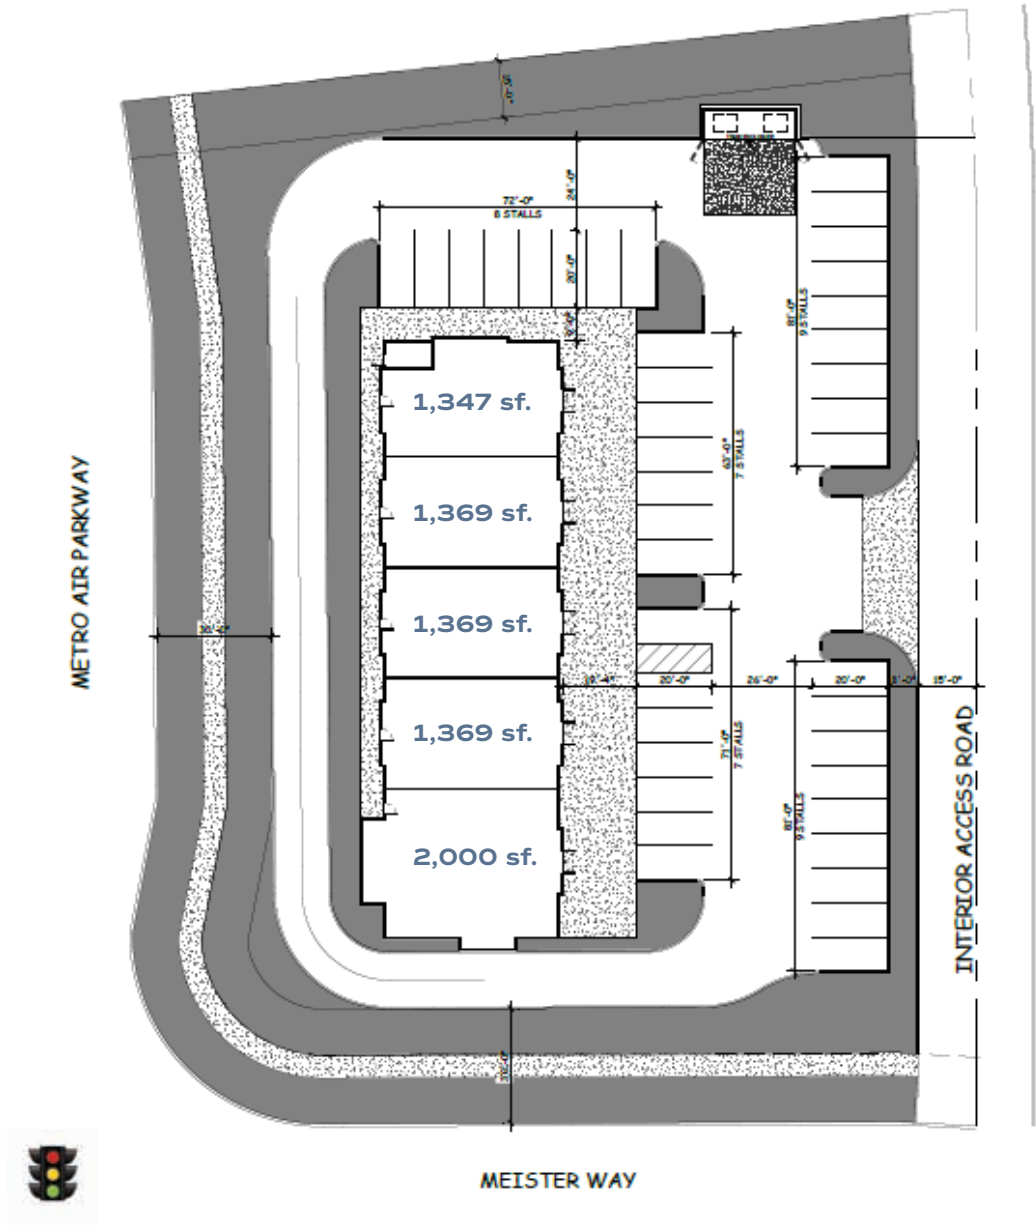 24'-0"
72'-0"
8 STALLS
20'-0"
81'-0"
9 STALLS
1,347 sf.
63'-0"
7 STALLS
1,369 sf.
METRO AIR PARKWAY
1,369 sf.
19'-4"
20'-0"
26'-0"
20'-0"
15'-0"
1,369 sf.
71'-0"
7 STALLS
81'-0"
9 STALLS
INTERIOR ACCESS ROAD
2,000 sf.
MEISTER WAY